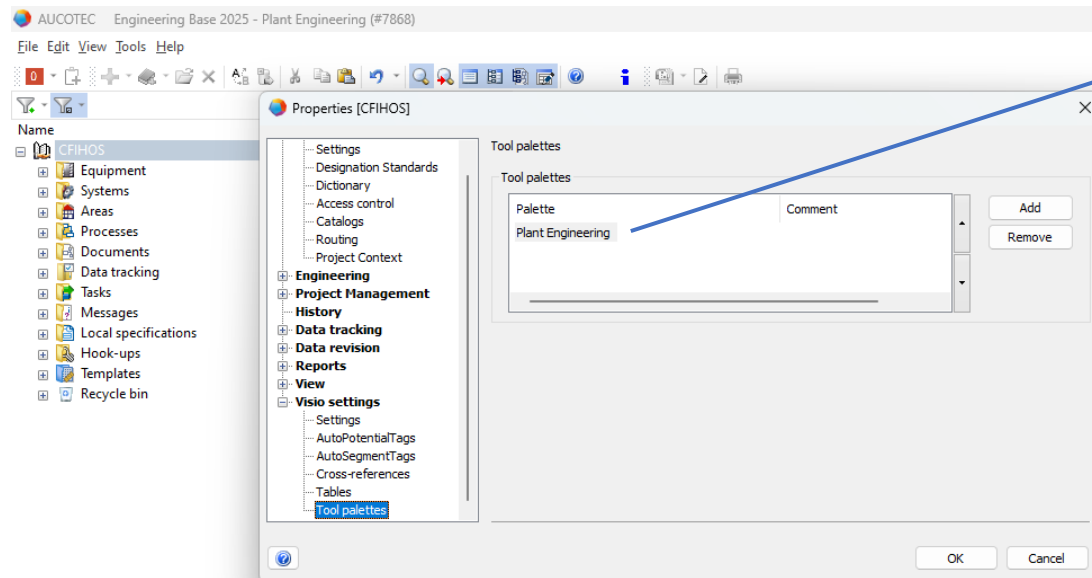 AUCOTEC Engineering Base 2025 - Plant Engineering (#7868)
File Edit View Tools Help
0
Name
CFIHOS
Equipment
Systems
Areas
Processes
Documents
Data tracking
Tasks
Messages
Local specifications
Hook-ups
Templates
Recycle bin
Properties [CFIHOS]
Settings
Designation Standards
Dictionary
Access control
Catalogs
Routing
Project Context
Engineering
Project Management
History
Data tracking
Data revision
Reports
View
Visio settings
Settings
AutoPotentialTags
AutoSegmentTags
Cross-references
Tables
Tool palettes
Tool palettes
Tool palettes
Palette Comment
Plant Engineering
Add
Remove
OK Cancel